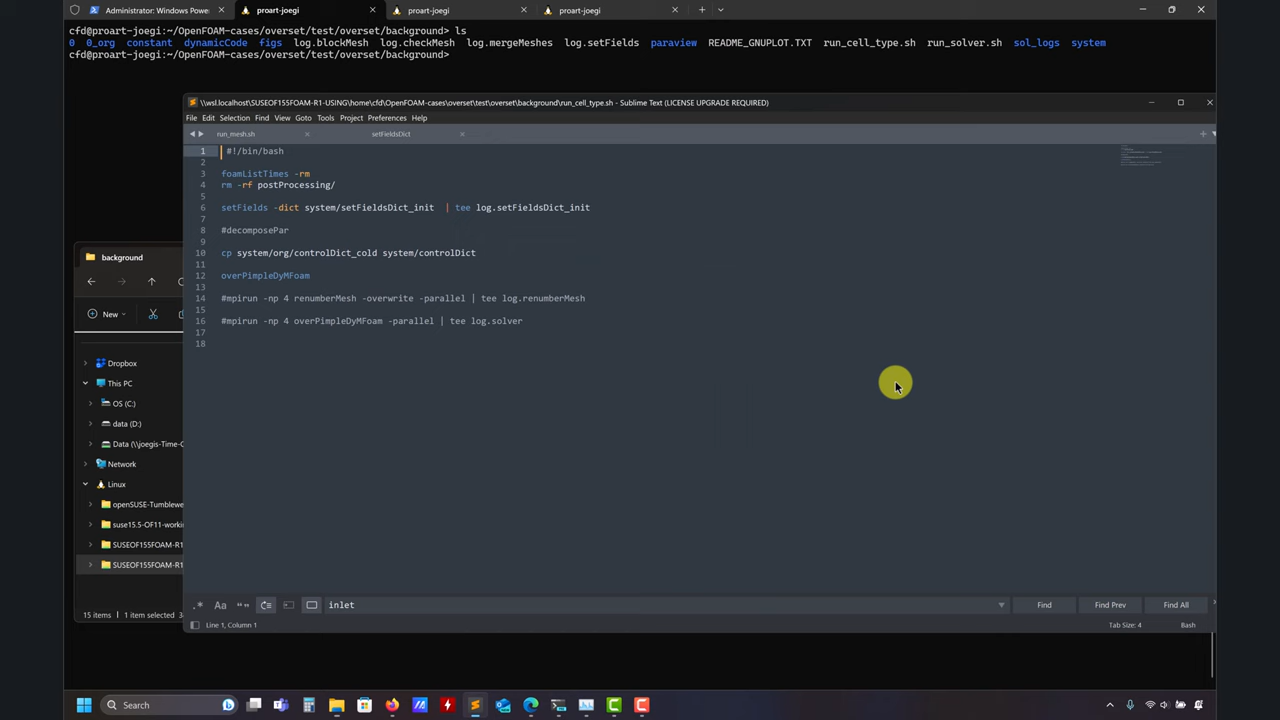 Administrator: Windows Power
proart-joegi
proart-joegi
proart-joegi
cfd@proart-joegi:~/OpenFOAM-cases/overset/test/overset/background> ls
0 0_org constant dynamicCode figs log.blockMesh log.checkMesh log.mergeMeshes log.setFields paraview README_GNUPLOT.TXT run_cell_type.sh run_solver.sh sol_logs system
cfd@proart-joegi:~/OpenFOAM-cases/overset/test/overset/background>
\\wsl.localhost\SUSEOF155FOAM-R1-USING\home\cfd\OpenFOAM-cases\overset\test\overset\background\run_cell_type.sh - Sublime Text (LICENSE UPGRADE REQUIRED)
File Edit Selection Find View Goto Tools Project Preferences Help
run_mesh.sh
setFieldsDict
1 #!/bin/bash
2
3 foamListTimes -rm
4 rm -rf postProcessing/
5
6 setFields -dict system/setFieldsDict_init | tee log.setFieldsDict_init
7
8 #decomposePar
9
10 cp system/org/controlDict_cold system/controlDict
11
12 overPimpleDyMFoam
13
14 #mpirun -np 4 renumberMesh -overwrite -parallel | tee log.renumberMesh
15
16 #mpirun -np 4 overPimpleDyMFoam -parallel | tee log.solver
17
18
background
New
Dropbox
This PC
OS (C:)
data (D:)
Data (\\joegis-Time-C
Network
Linux
openSUSE-Tumblewe
suse15.5-OF11-worki
SUSEOF155FOAM-R1
SUSEOF155FOAM-R1
15 items
1 item selected
.*
Aa
“”
inlet
Find
Find Prev
Find All
Line 1, Column 1
Tab Size: 4
Bash
Search